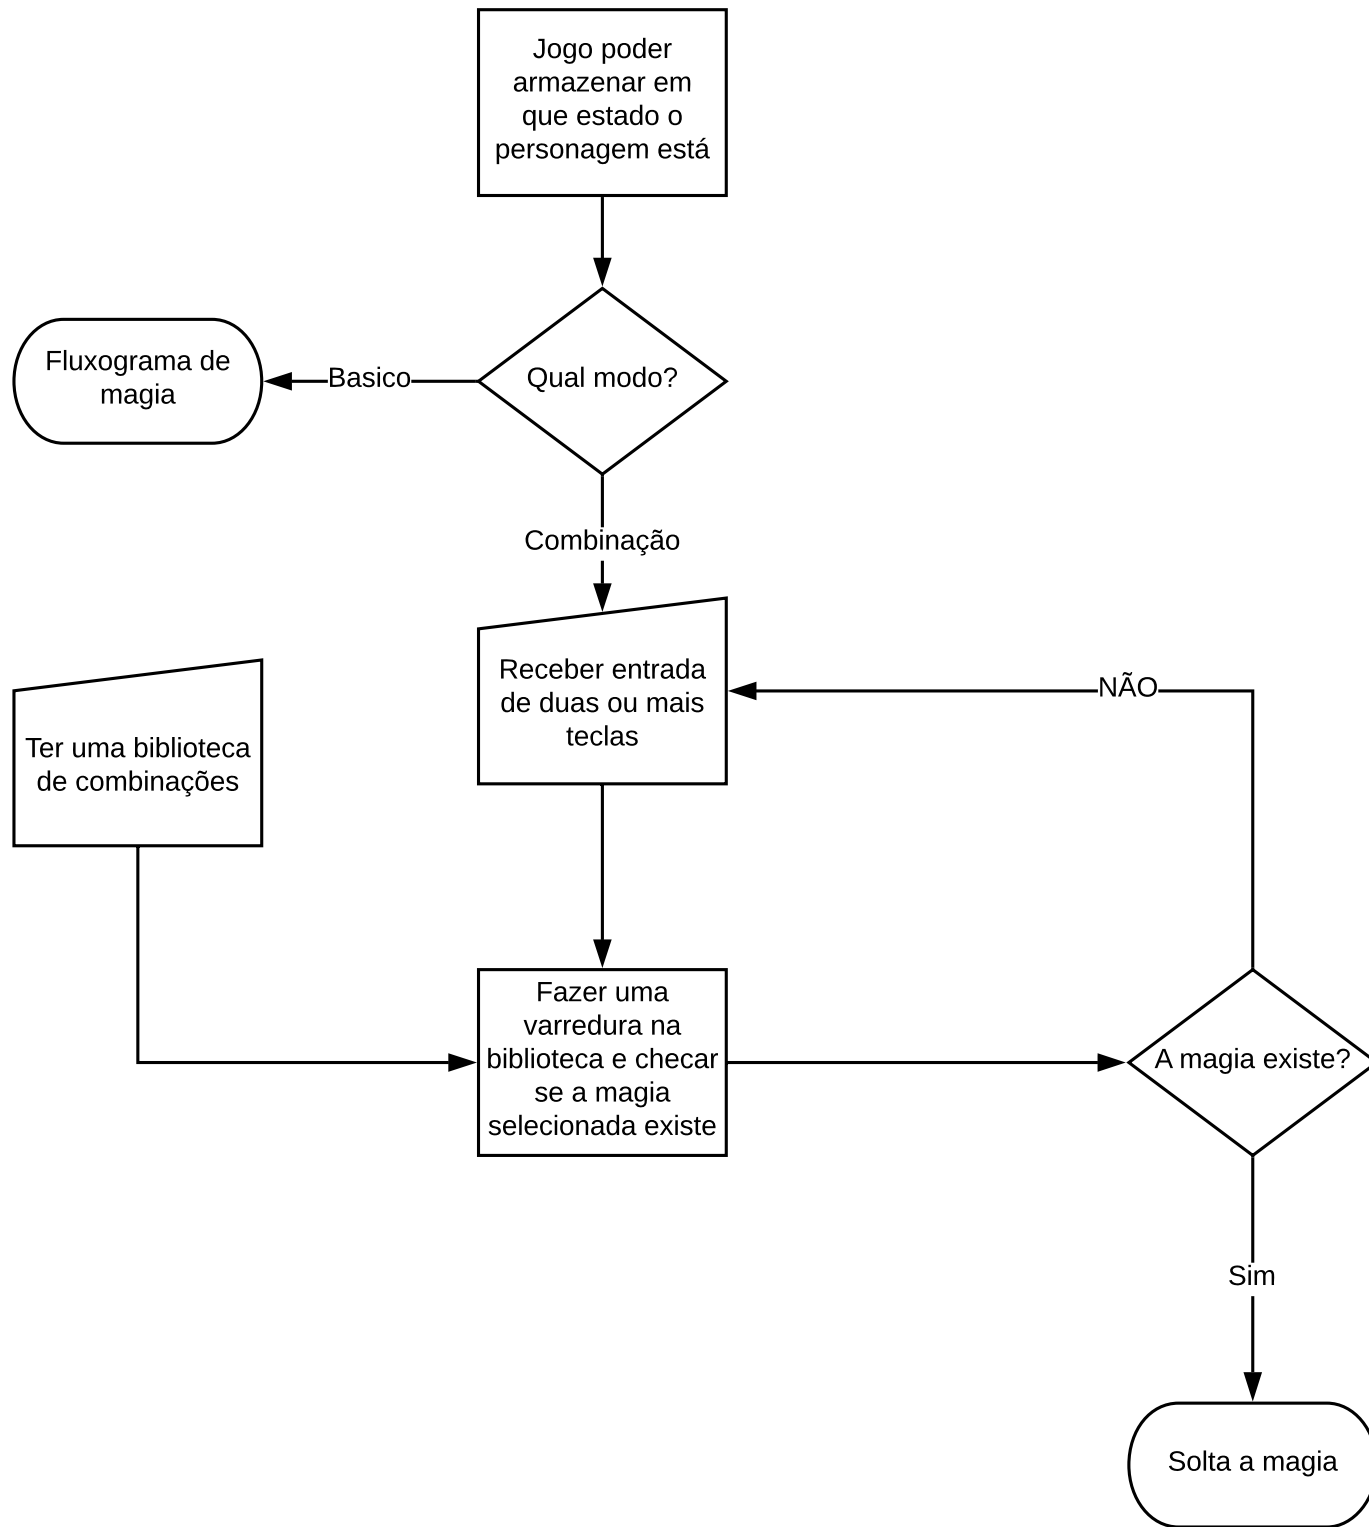 Jogo poder
armazenar em
que estado o
personagem está
Fluxograma de
magia
Basico
Qual modo?
Combinação
Receber entrada
de duas ou mais
teclas
NÃO
Ter uma biblioteca
de combinações
Fazer uma
varredura na
biblioteca e checar
se a magia
selecionada existe
A magia existe?
Sim
Solta a magia